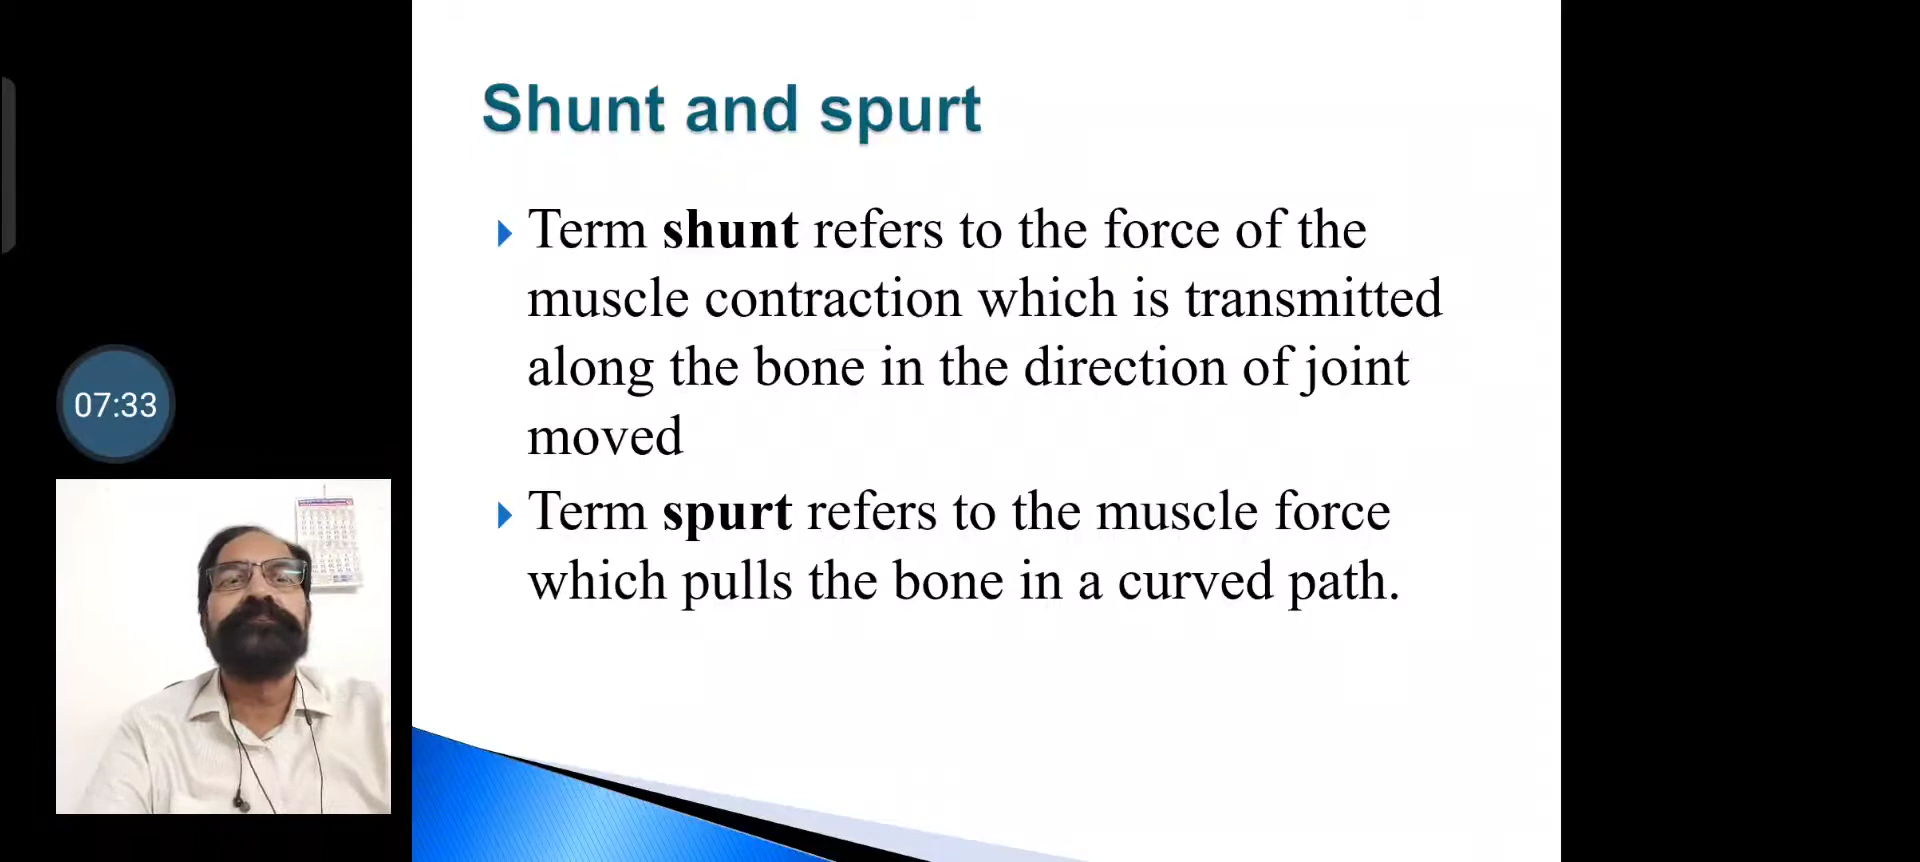 Shunt and spurt
Term shunt refers to the force of the
muscle contraction which is transmitted
along the bone in the direction of joint
moved
Term spurt refers to the muscle force
which pulls the bone in a curved path.
07:33